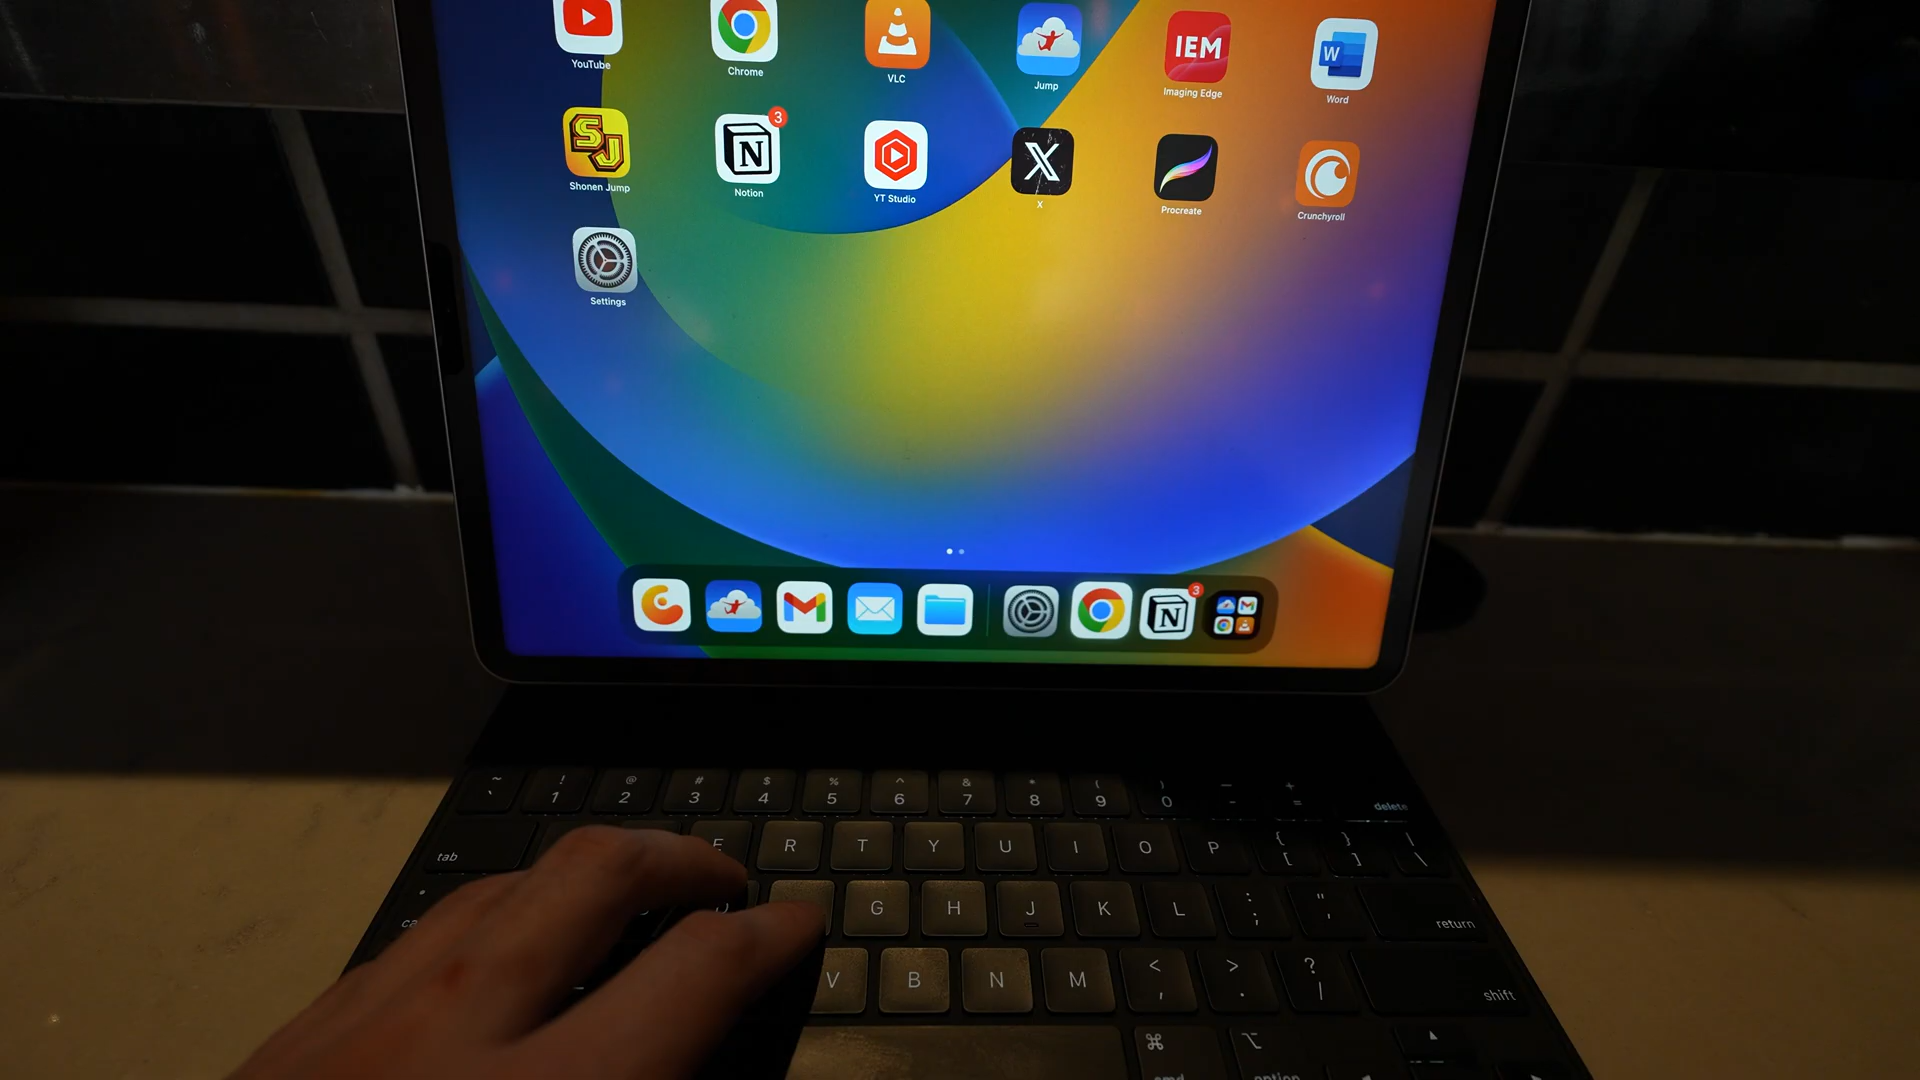 YouTube
Chrome
VLC
Jump
IEM
Imaging Edge
W
Word
SJ
Shonen Jump
3
N
Notion
YT Studio
X
X
Procreate
Crunchyroll
Settings
3
N
~ ! @ # $ % ^ & * ( ) _ + 
` 1 2 3 4 5 6 7 8 9 0 - = delete
tab E R T Y U I O P { [ } ] | \
G H J K L : ; " ' return
V B N M < , > . ? / shift
⌘ ⌥
cmd option